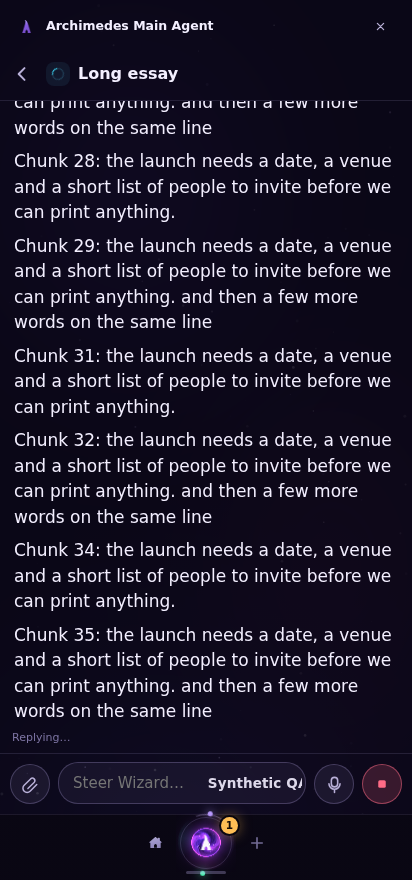 Archimedes Main Agent
Long essay
can print anything. and then a few more
words on the same line
Chunk 28: the launch needs a date, a venue
and a short list of people to invite before we
can print anything.
Chunk 29: the launch needs a date, a venue
and a short list of people to invite before we
can print anything. and then a few more
words on the same line
Chunk 31: the launch needs a date, a venue
and a short list of people to invite before we
can print anything.
Chunk 32: the launch needs a date, a venue
and a short list of people to invite before we
can print anything. and then a few more
words on the same line
Chunk 34: the launch needs a date, a venue
and a short list of people to invite before we
can print anything.
Chunk 35: the launch needs a date, a venue
and a short list of people to invite before we
can print anything. and then a few more
words on the same line
Replying...
Steer Wizard... Synthetic QA
1